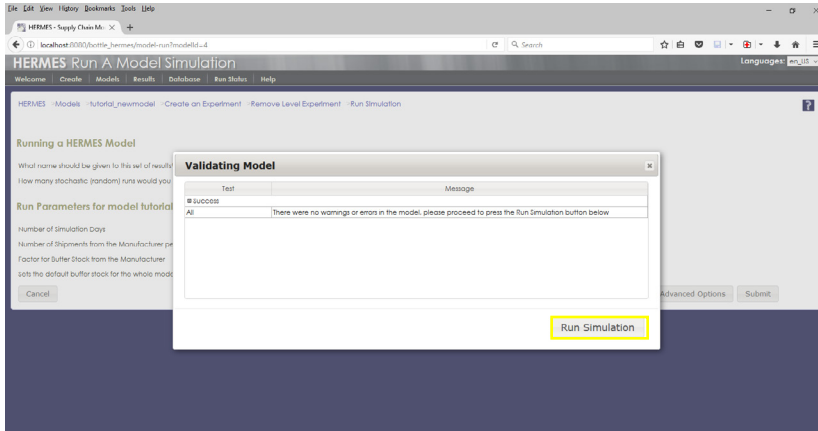 File Edit View History Bookmarks Tools Help
HERMES - Supply Chain Mo
localhost:8080/bottle_hermes/model-run?modelId=4
Search
HERMES Run A Model Simulation
Languages: en_US
Welcome Create Models Results Database Run Status Help
HERMES Models tutorial_newmodel Create an Experiment Remove Level Experiment Run Simulation
?
Running a HERMES Model
What name should be given to this set of results
How many stochastic (random) runs would you
Run Parameters for model tutorial
Number of Simulation Days
Number of Shipments from the Manufacturer pe
Factor for Buffer Stock from the Manufacturer
Sets the default buffer stock for the whole mode
Cancel
Advanced Options
Submit
Validating Model
Test Message
Success
All There were no warnings or errors in the model, please proceed to press the Run Simulation button below
Run Simulation